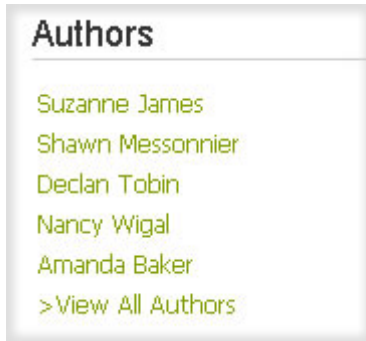 Authors
Suzanne James
Shawn Messonnier
Declan Tobin
Nancy Wigal
Amanda Baker
>View All Authors